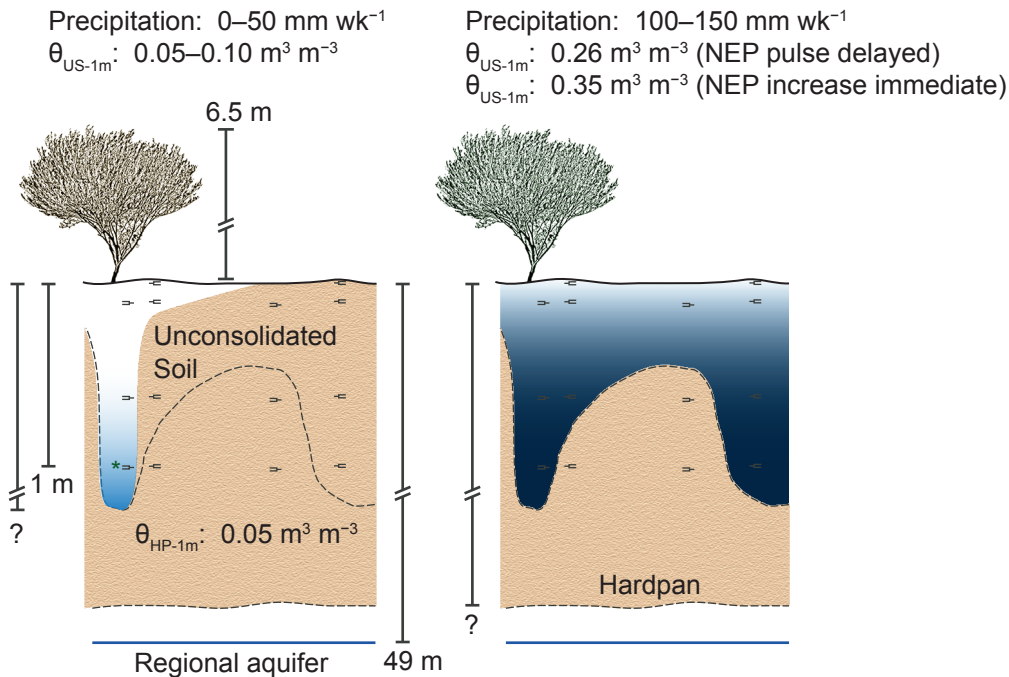 Precipitation: 0–50 mm wk⁻¹
θUS-1m: 0.05–0.10 m³ m⁻³
Precipitation: 100–150 mm wk⁻¹
θUS-1m: 0.26 m³ m⁻³ (NEP pulse delayed)
θUS-1m: 0.35 m³ m⁻³ (NEP increase immediate)
6.5 m
Unconsolidated
Soil
*
1 m
?
θHP-1m: 0.05 m³ m⁻³
Hardpan
?
Regional aquifer
49 m